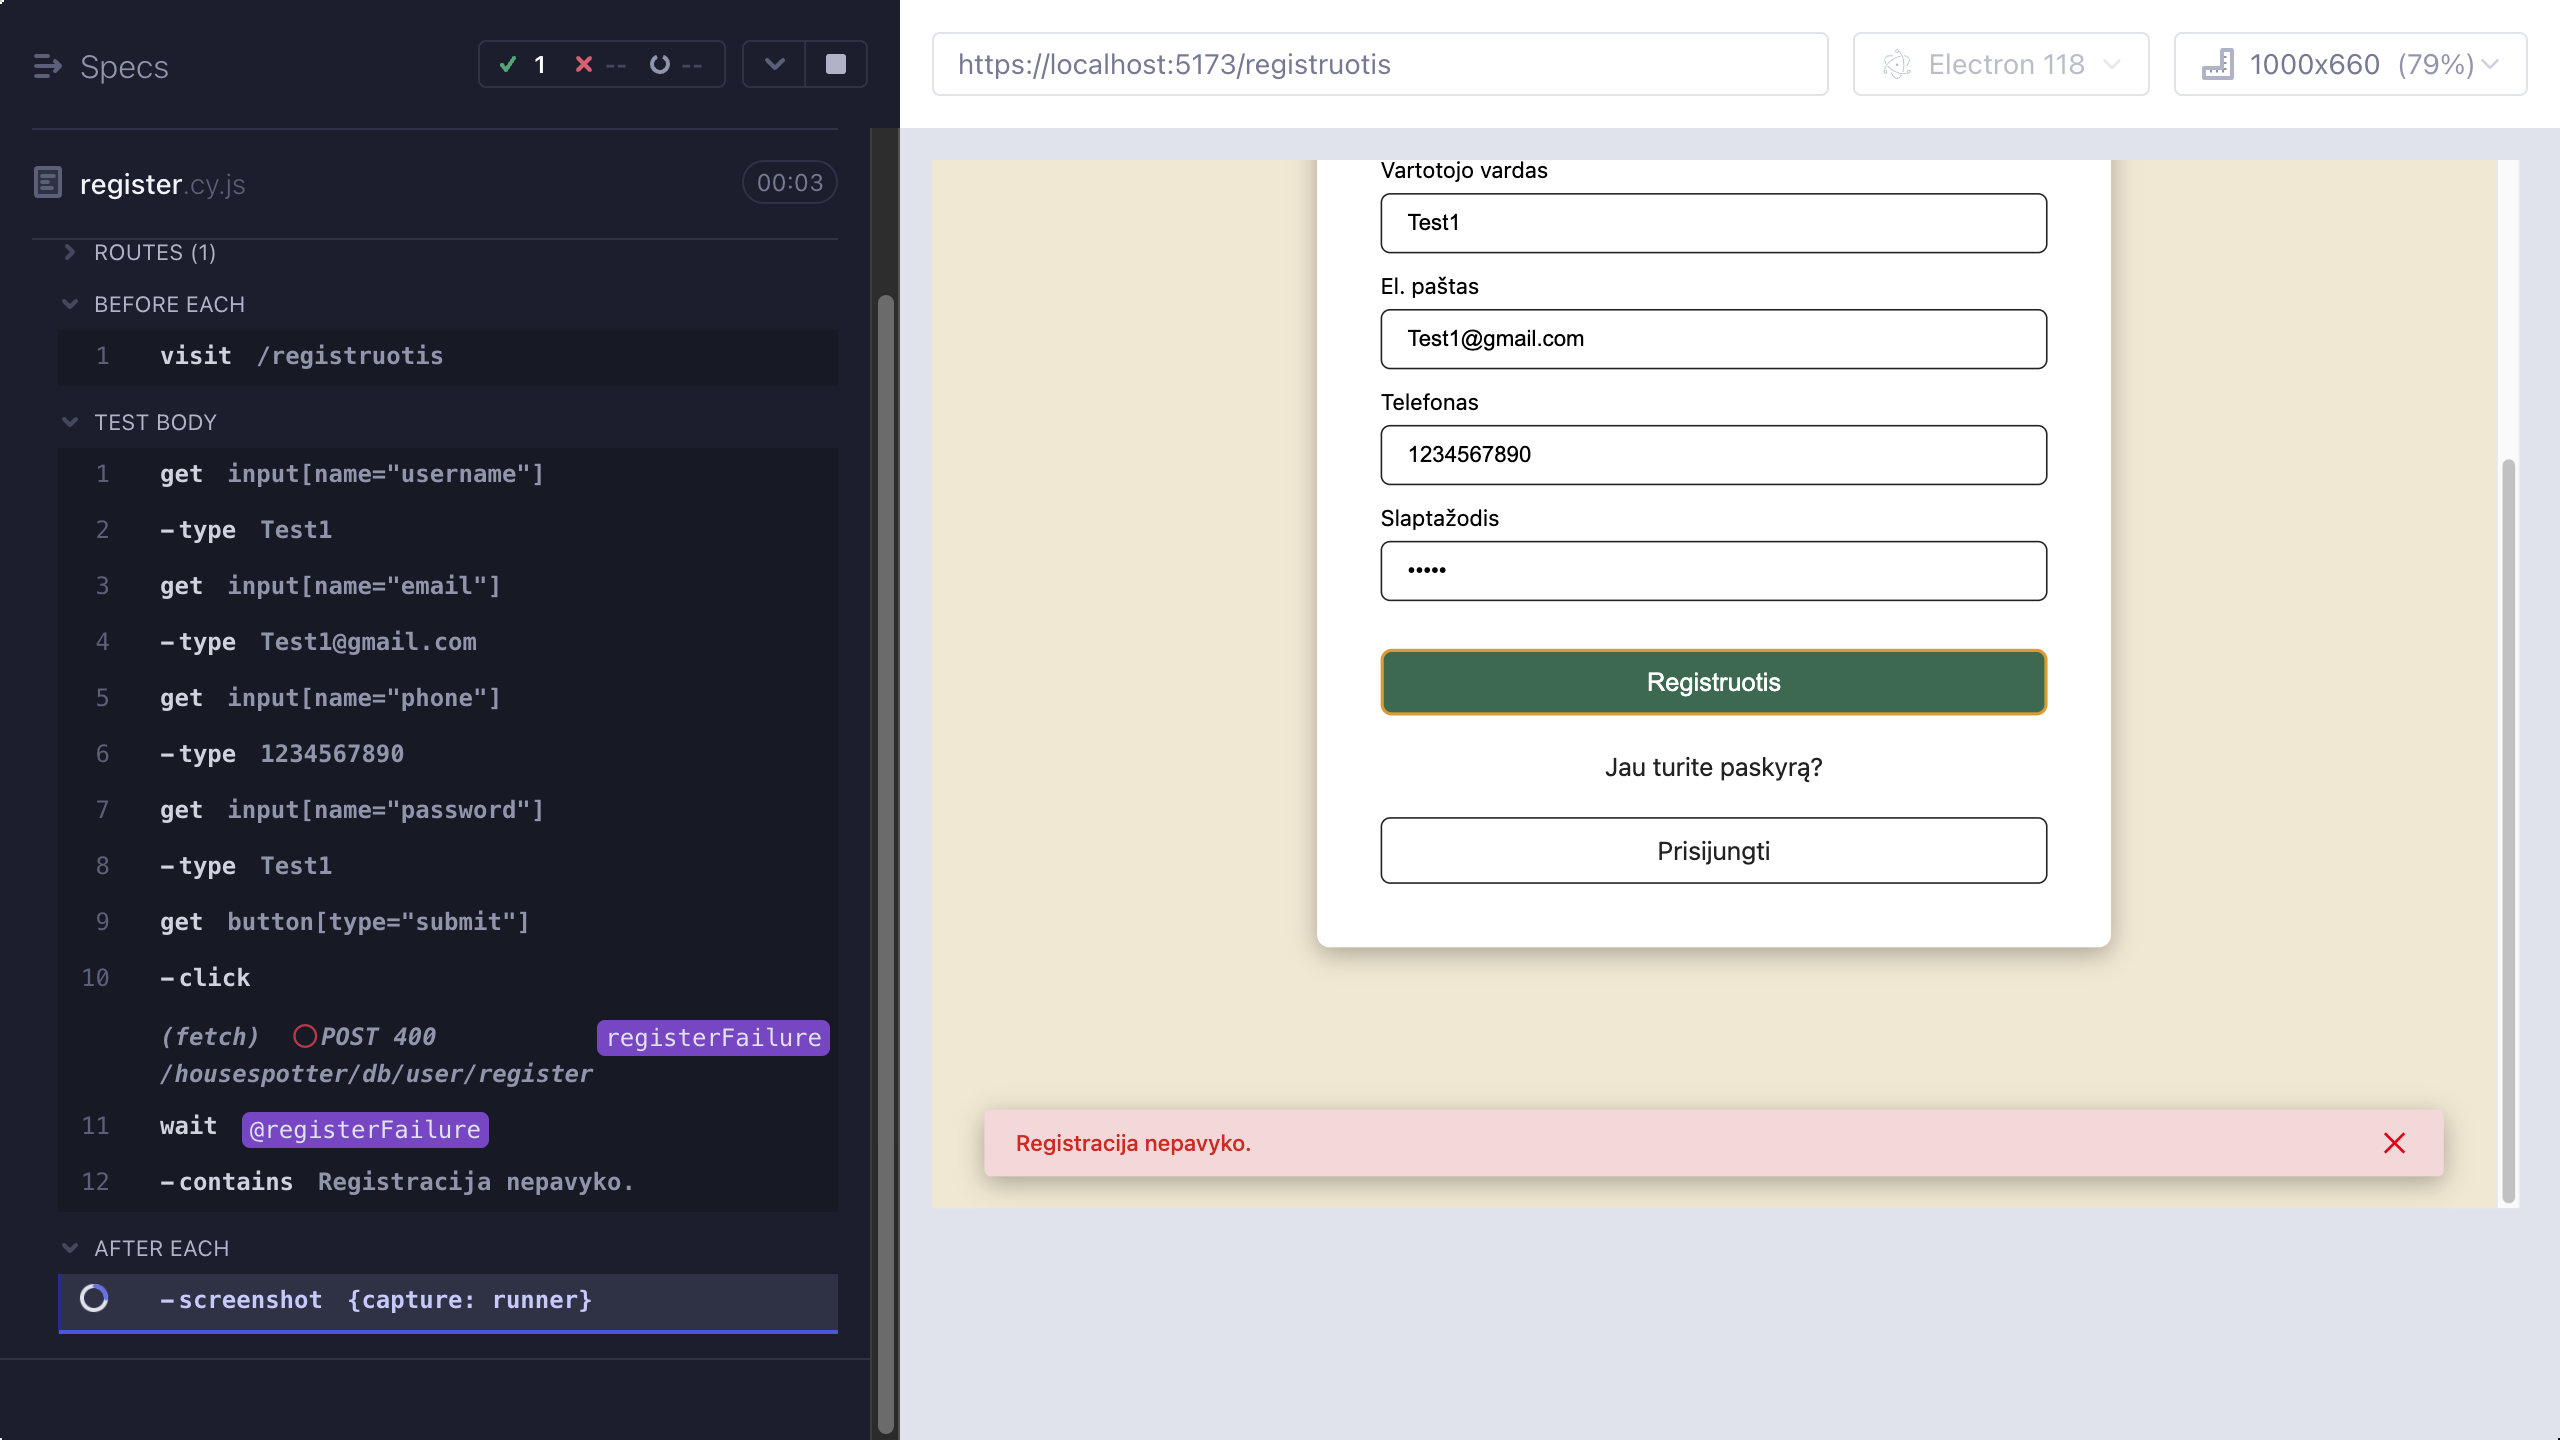 Specs
1
--
--
register.cy.js
00:03
ROUTES (1)
BEFORE EACH
1 visit /registruotis
TEST BODY
1 get input[name="username"]
2 -type Test1
3 get input[name="email"]
4 -type Test1@gmail.com
5 get input[name="phone"]
6 -type 1234567890
7 get input[name="password"]
8 -type Test1
9 get button[type="submit"]
10 -click
(fetch) POST 400 registerFailure
/housespotter/db/user/register
11 wait @registerFailure
12 -contains Registracija nepavyko.
AFTER EACH
-screenshot {capture: runner}
https://localhost:5173/registruotis
Electron 118
1000x660 (79%)
Vartotojo vardas
Test1
El. paštas
Test1@gmail.com
Telefonas
1234567890
Slaptažodis
•••••
Registruotis
Jau turite paskyrą?
Prisijungti
Registracija nepavyko.